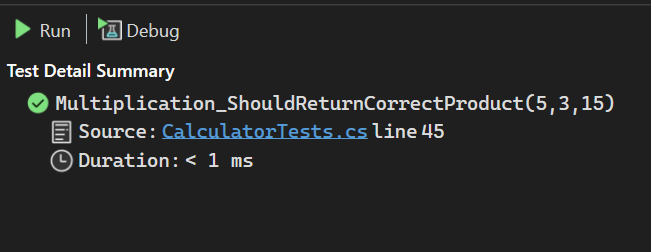 Run Debug
Test Detail Summary
Multiplication_ShouldReturnCorrectProduct(5,3,15)
Source: CalculatorTests.cs line 45
Duration: < 1 ms